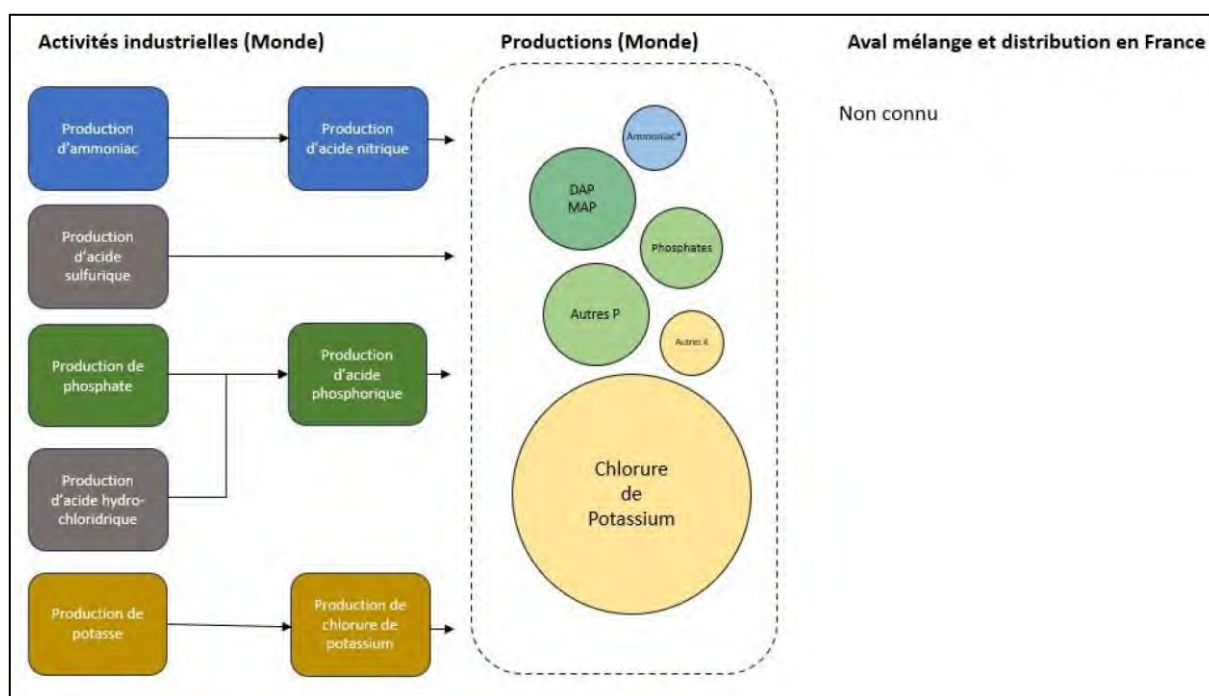 Activités industrielles (Monde)
Productions (Monde)
Aval mélange et distribution en France
Production
d'ammoniac
Production
d'acide nitrique
Production
d'acide
sulfurique
Production de
phosphate
Production
d'acide
phosphorique
Production
d'acide hydro-
chloridrique
Production de
potasse
Production de
chlorure de
potassium
Ammoniac*
DAP
MAP
Phosphates
Autres P
Autres K
Chlorure
de
Potassium
Non connu